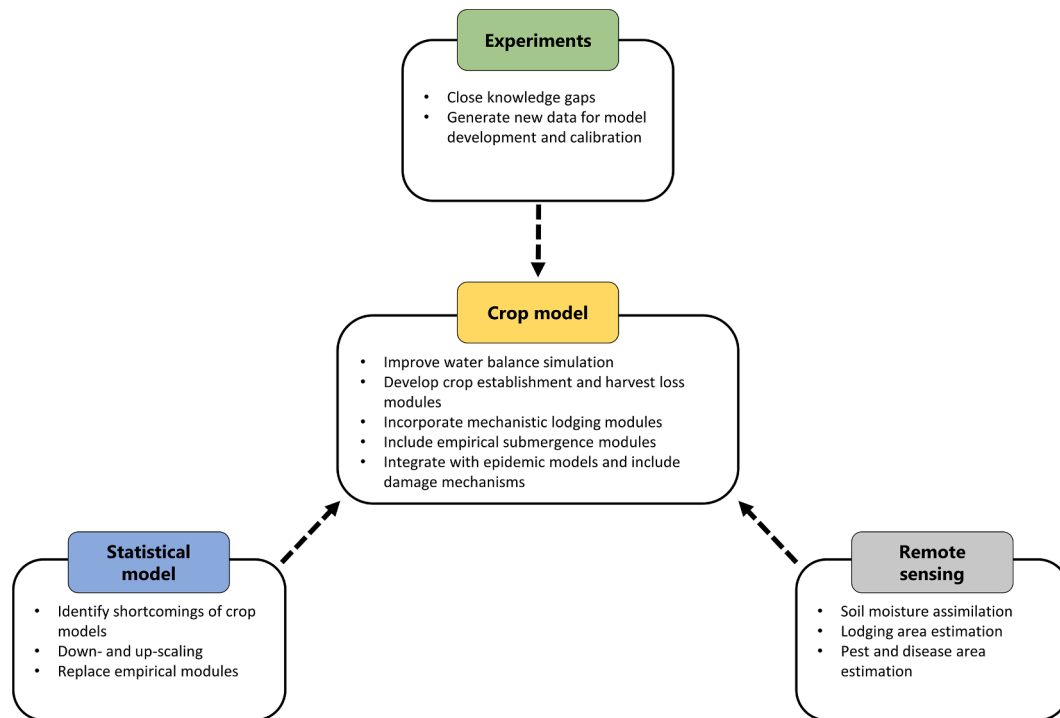 Experiments
• Close knowledge gaps
• Generate new data for model
development and calibration
Crop model
• Improve water balance simulation
• Develop crop establishment and harvest loss
modules
• Incorporate mechanistic lodging modules
• Include empirical submergence modules
• Integrate with epidemic models and include
damage mechanisms
Statistical
model
• Identify shortcomings of crop
models
• Down- and up-scaling
• Replace empirical modules
Remote
sensing
• Soil moisture assimilation
• Lodging area estimation
• Pest and disease area
estimation